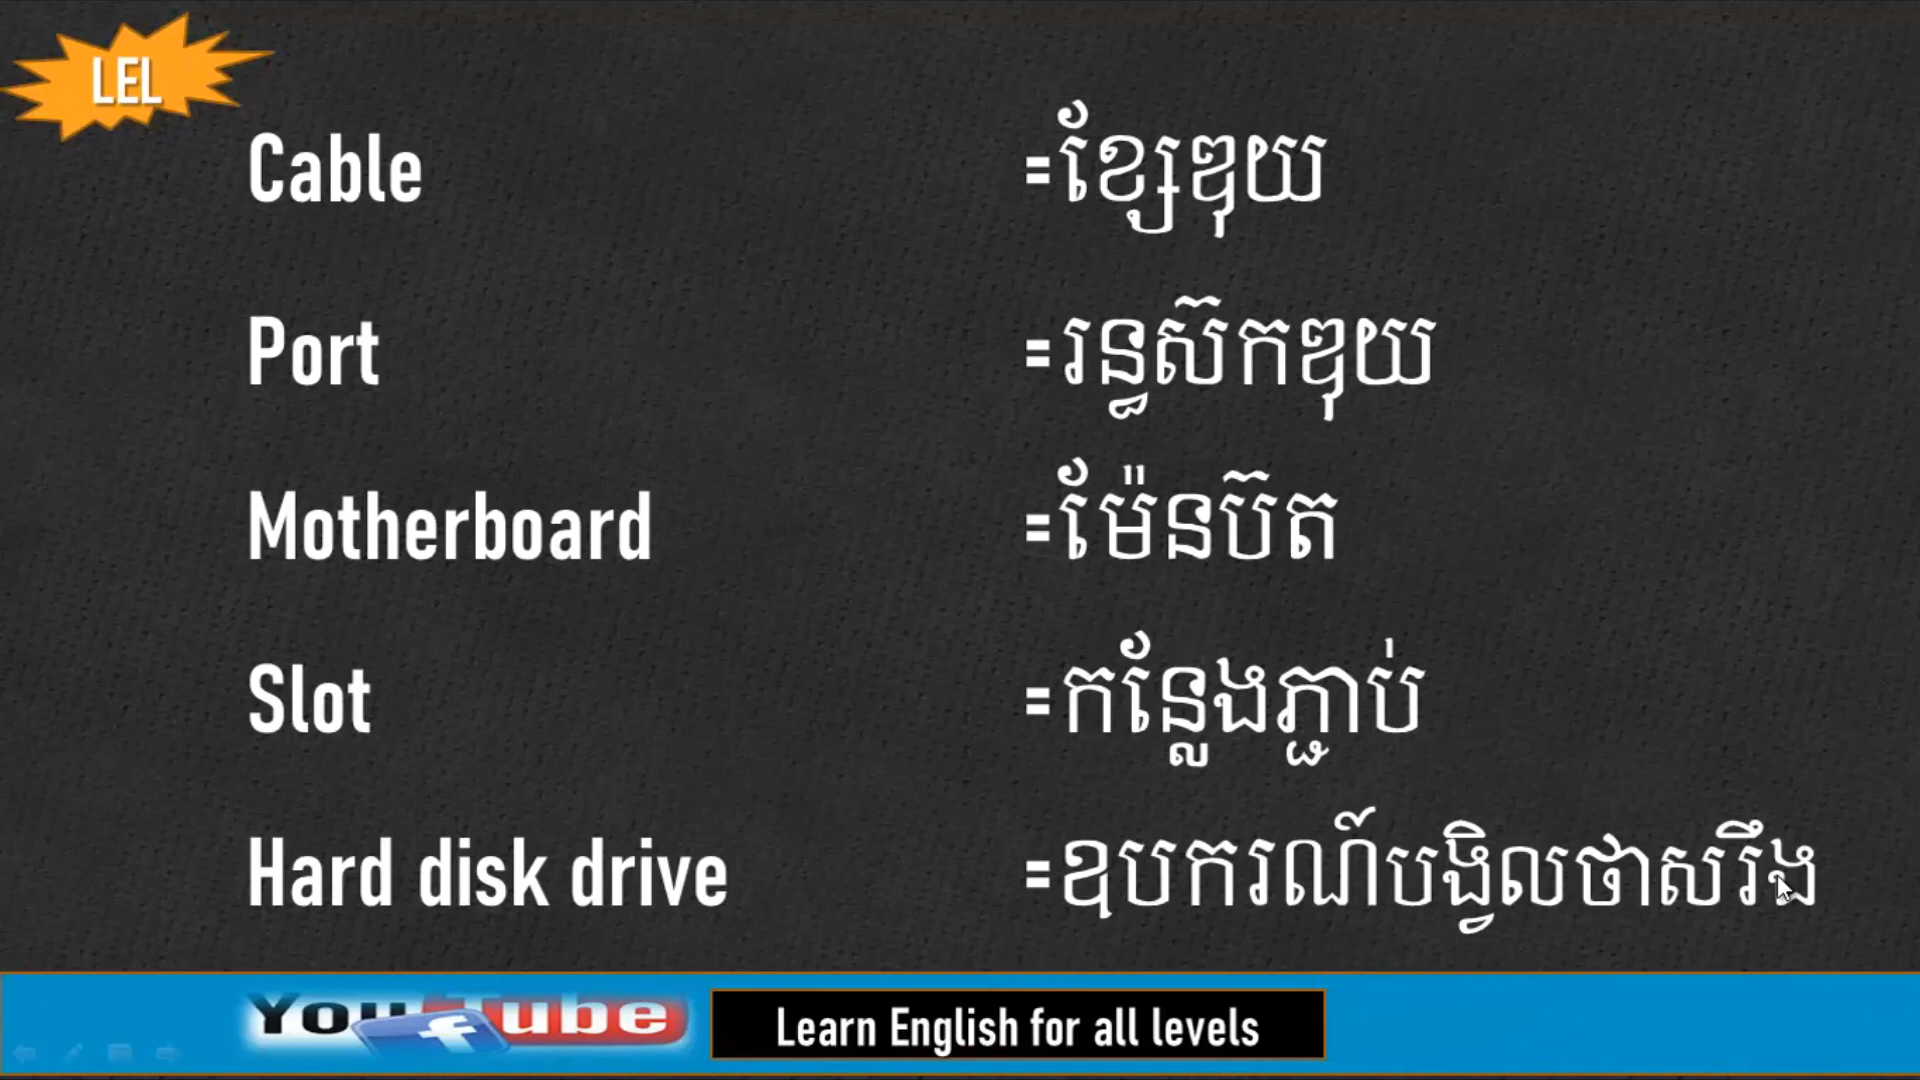 LEL
Cable =ខ្សែឌុយ
Port =រន្ធស៊កឌុយ
Motherboard =ម៉ែនប៊ត
Slot =កន្លែងភ្ជាប់
Hard disk drive =ឧបករណ៍បង្វិលថាសរឹង
YouTube
Learn English for all levels